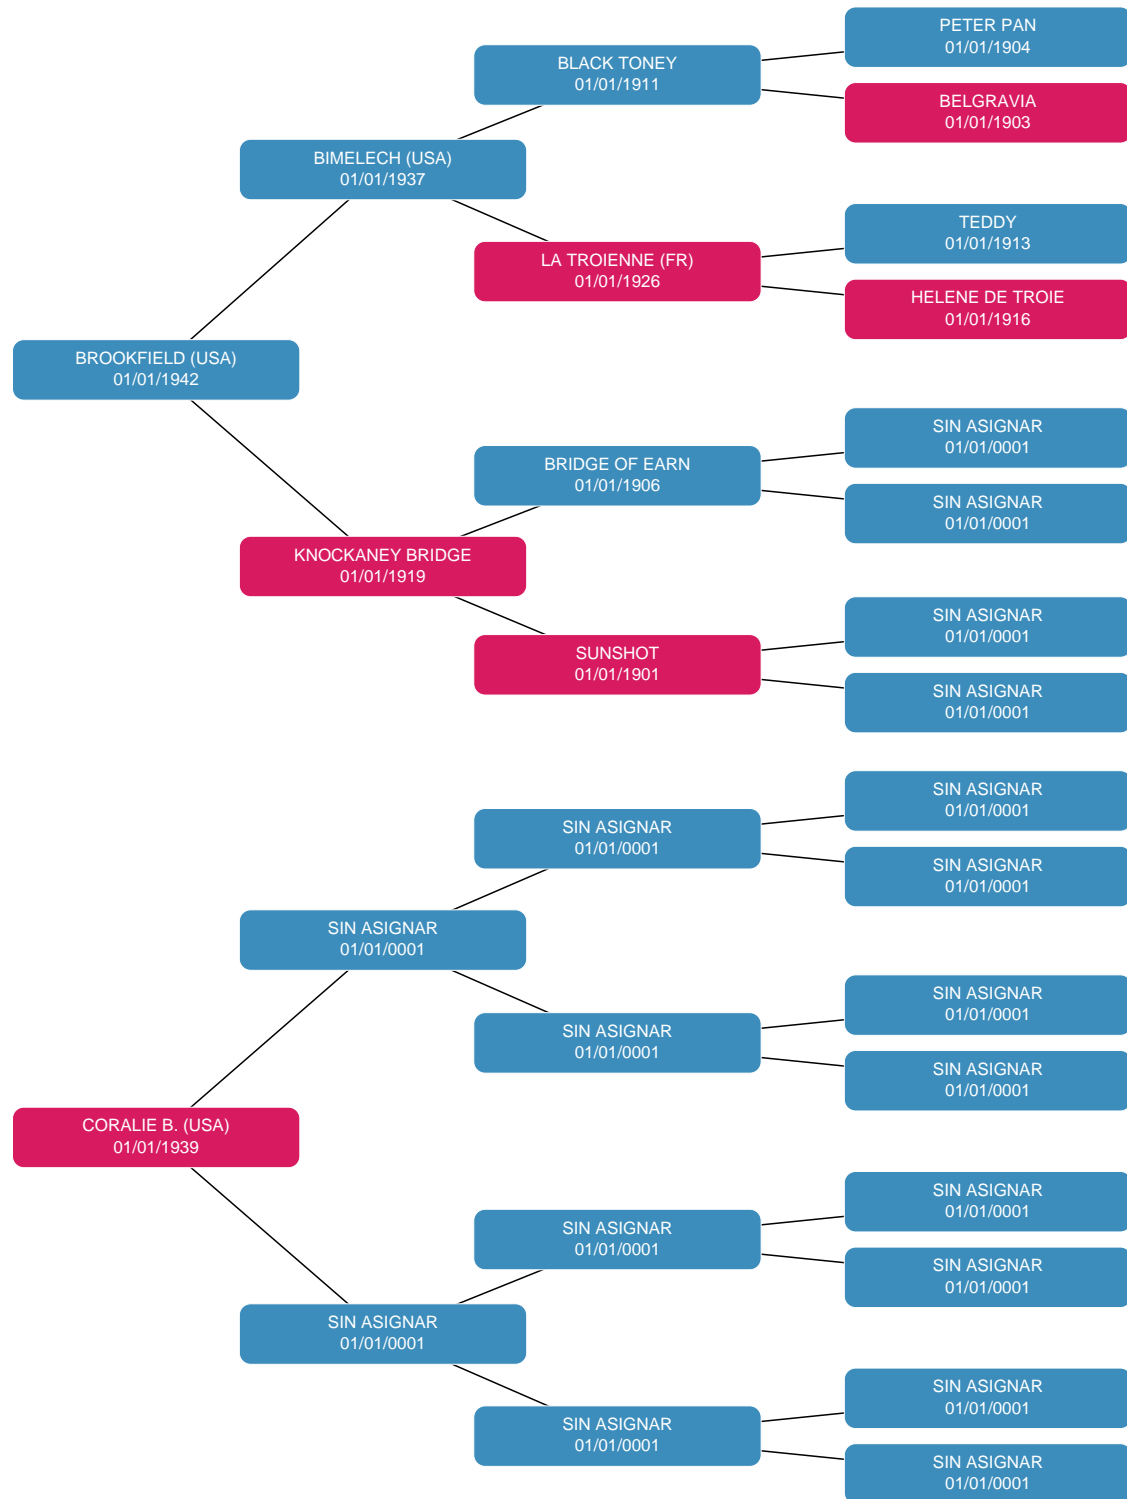 PETER PAN
01/01/1904
BLACK TONEY
01/01/1911
BELGRAVIA
01/01/1903
BIMELECH (USA)
01/01/1937
TEDDY
01/01/1913
LA TROIENNE (FR)
01/01/1926
HELENE DE TROIE
01/01/1916
BROOKFIELD (USA)
01/01/1942
SIN ASIGNAR
01/01/0001
BRIDGE OF EARN
01/01/1906
SIN ASIGNAR
01/01/0001
KNOCKANEY BRIDGE
01/01/1919
SIN ASIGNAR
01/01/0001
SUNSHOT
01/01/1901
SIN ASIGNAR
01/01/0001
SIN ASIGNAR
01/01/0001
SIN ASIGNAR
01/01/0001
SIN ASIGNAR
01/01/0001
SIN ASIGNAR
01/01/0001
SIN ASIGNAR
01/01/0001
SIN ASIGNAR
01/01/0001
SIN ASIGNAR
01/01/0001
CORALIE B. (USA)
01/01/1939
SIN ASIGNAR
01/01/0001
SIN ASIGNAR
01/01/0001
SIN ASIGNAR
01/01/0001
SIN ASIGNAR
01/01/0001
SIN ASIGNAR
01/01/0001
SIN ASIGNAR
01/01/0001
SIN ASIGNAR
01/01/0001